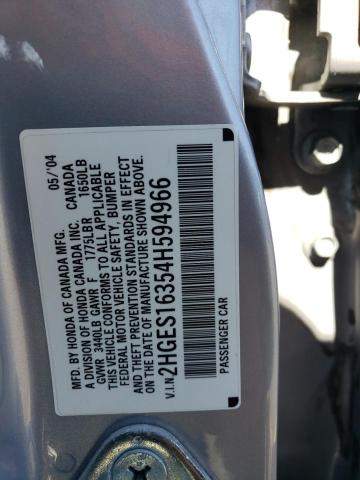 MFD. BY HONDA OF CANADA MFG. 05/'04
A DIVISION OF HONDA CANADA INC. CANADA
GVWR 3440LB GAWR F 1775LBR 1650LB
THIS VEHICLE CONFORMS TO ALL APPLICABLE
FEDERAL MOTOR VEHICLE SAFETY, BUMPER
AND THEFT PREVENTION STANDARDS IN EFFECT
ON THE DATE OF MANUFACTURE SHOWN ABOVE.
V.I.N. 2HGES16354H594966
PASSENGER CAR